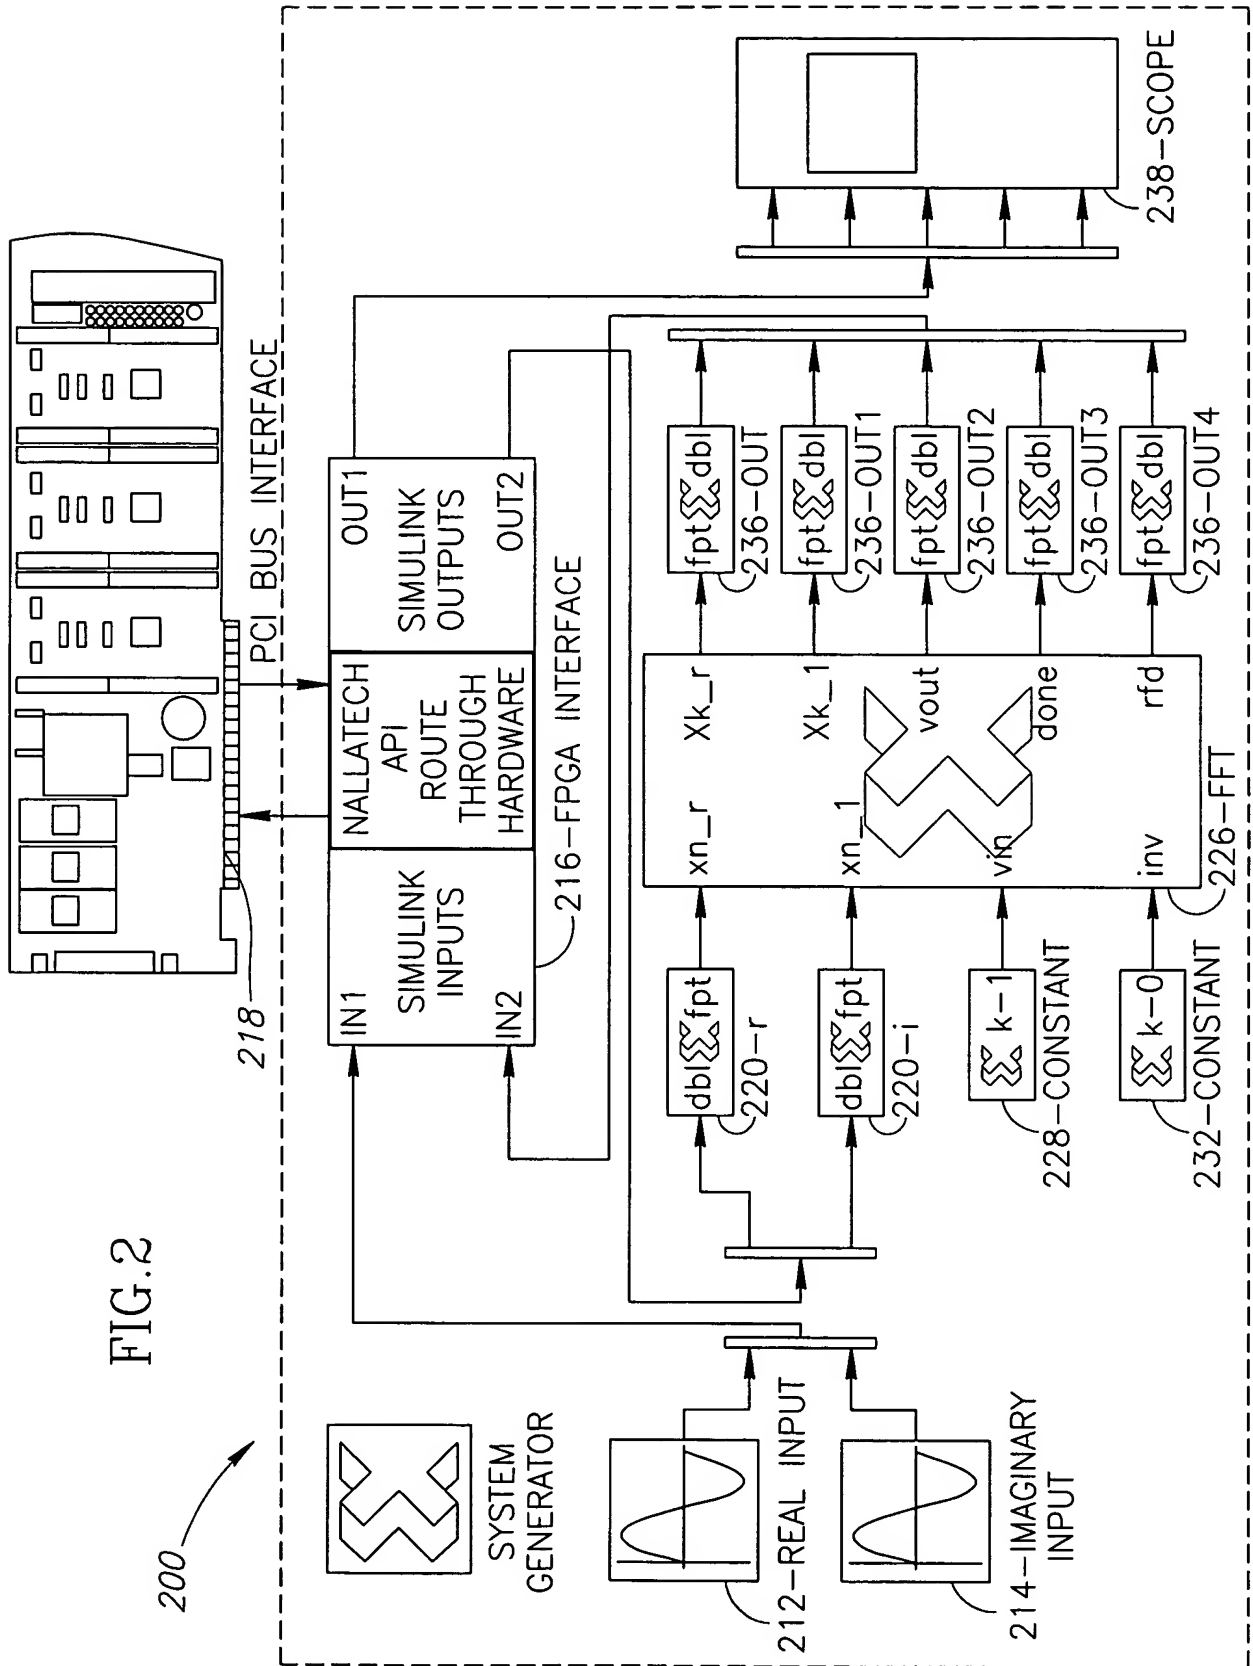 FIG.2
200
218
PCI BUS INTERFACE
SYSTEM
GENERATOR
212-REAL INPUT
214-IMAGINARY
INPUT
IN1
SIMULINK
INPUTS
IN2
NALLATECH
API
ROUTE
THROUGH
HARDWARE
OUT1
SIMULINK
OUTPUTS
OUT2
216-FPGA INTERFACE
dbl fpt
220-r
dbl fpt
220-i
k-1
228-CONSTANT
k-0
232-CONSTANT
xn_r
xn_1
vin
inv
Xk_r
Xk_1
vout
done
rfd
226-FFT
fpt dbl
236-OUT
fpt dbl
236-OUT1
fpt dbl
236-OUT2
fpt dbl
236-OUT3
fpt dbl
236-OUT4
238-SCOPE